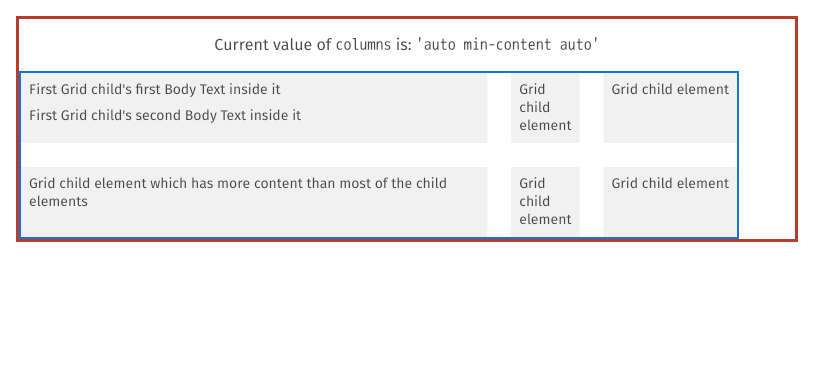 Current value of columns is: 'auto min-content auto'
First Grid child's first Body Text inside it
First Grid child's second Body Text inside it
Grid
child
element
Grid child element
Grid child element which has more content than most of the child
elements
Grid
child
element
Grid child element